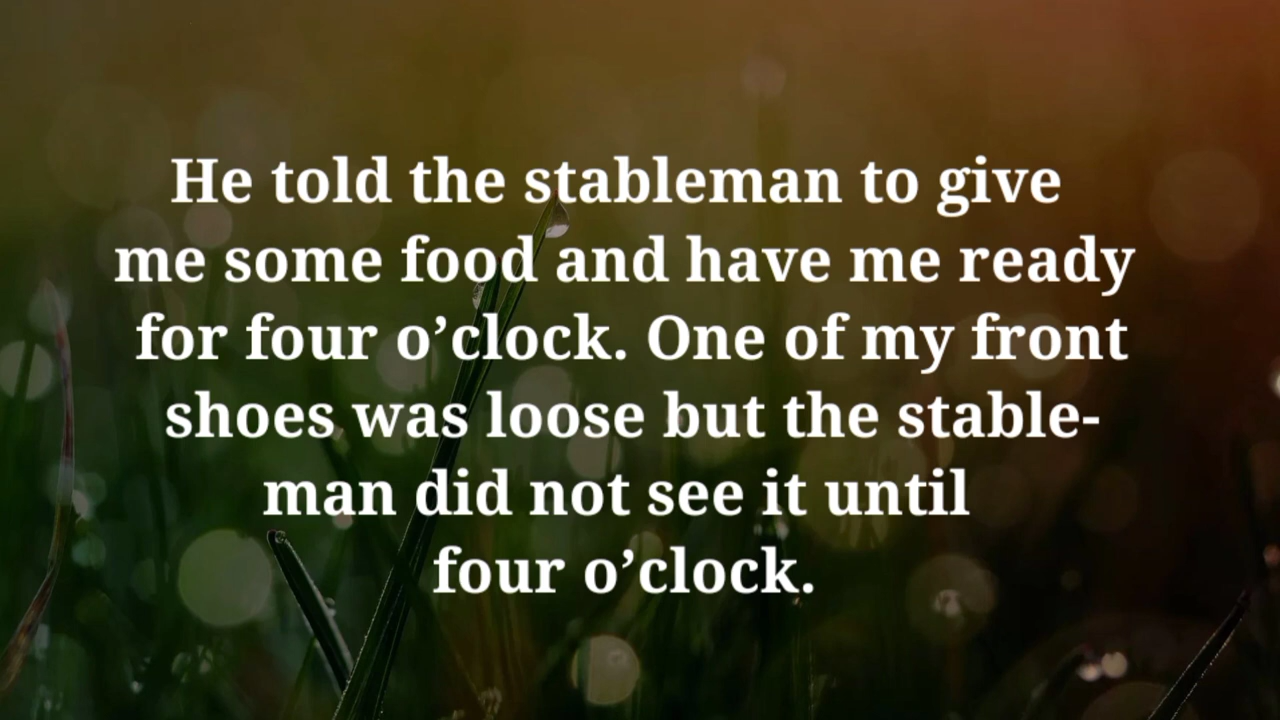 He told the stableman to give
me some food and have me ready
for four o’clock. One of my front
shoes was loose but the stable-
man did not see it until
four o’clock.